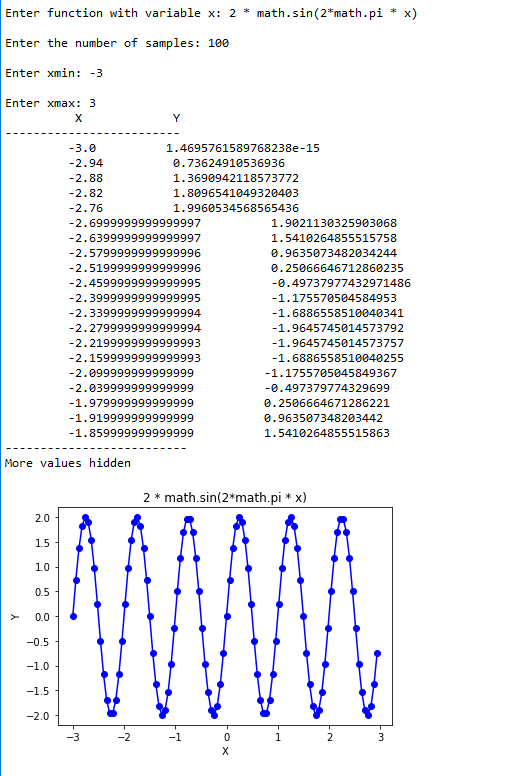 Enter function with variable x: 2 * math.sin(2*math.pi * x)
Enter the number of samples: 100
Enter xmin: -3
Enter xmax: 3
X Y
-------------------------
-3.0 1.4695761589768238e-15
-2.94 0.73624910536936
-2.88 1.3690942118573772
-2.82 1.8096541049320403
-2.76 1.9960534568565436
-2.6999999999999997 1.9021130325903068
-2.6399999999999997 1.5410264855515758
-2.5799999999999996 0.9635073482034244
-2.5199999999999996 0.25066646712860235
-2.4599999999999995 -0.49737977432971486
-2.3999999999999995 -1.175570504584953
-2.3399999999999994 -1.6886558510040341
-2.2799999999999994 -1.9645745014573792
-2.2199999999999993 -1.9645745014573757
-2.1599999999999993 -1.6886558510040255
-2.099999999999999 -1.1755705045849367
-2.039999999999999 -0.497379774329699
-1.979999999999999 0.2506664671286221
-1.919999999999999 0.963507348203442
-1.859999999999999 1.5410264855515863
--------------------------
More values hidden
2 * math.sin(2*math.pi * x)
2.0
1.5
1.0
0.5
0.0
−0.5
−1.0
−1.5
−2.0
Y
−3 −2 −1 0 1 2 3
X